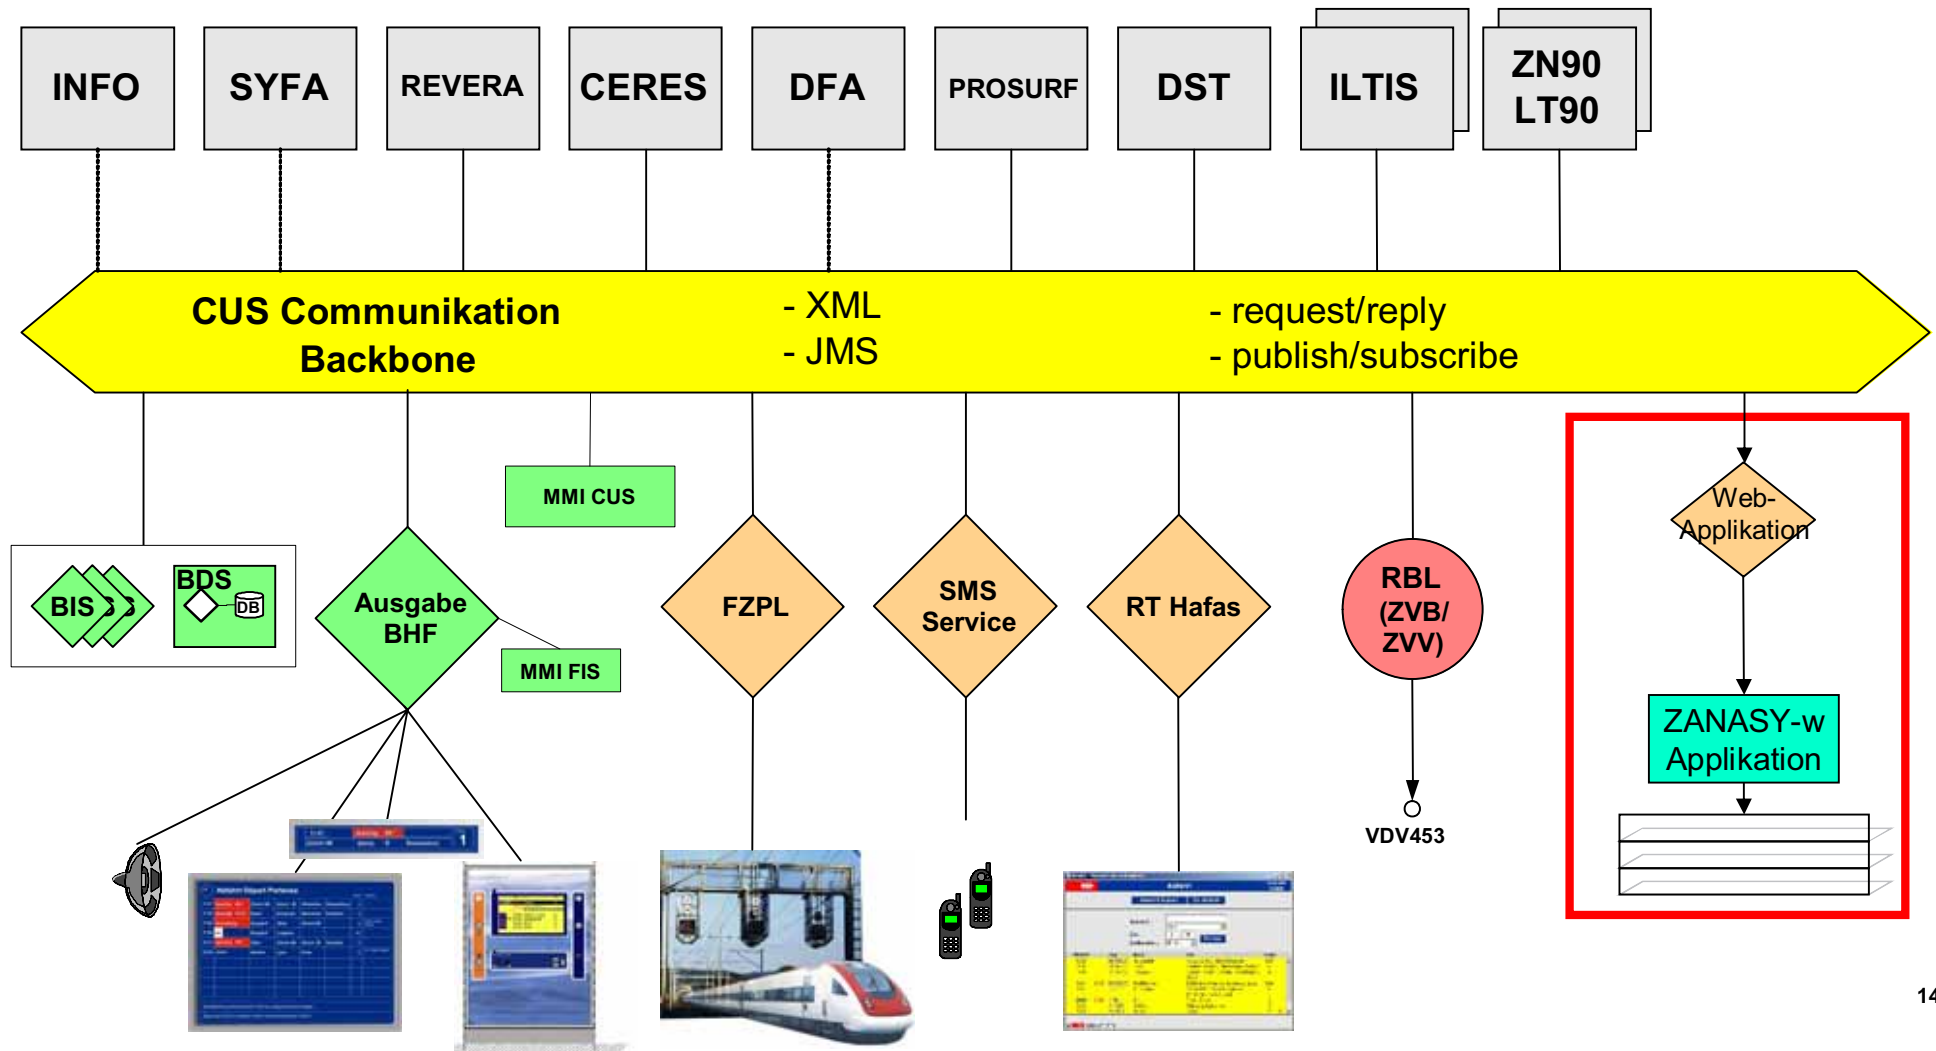 INFO
SYFA
REVERA
CERES
DFA
PROSURF
DST
ILTIS
ZN90
LT90
CUS Communikation
Backbone
- XML
- JMS
- request/reply
- publish/subscribe
MMI CUS
BIS
S
S
BDS
DB
Ausgabe
BHF
MMI FIS
FZPL
SMS
Service
RT Hafas
RBL
(ZVB/
ZVV)
VDV453
Web-
Applikation
ZANASY-w
Applikation
1
14